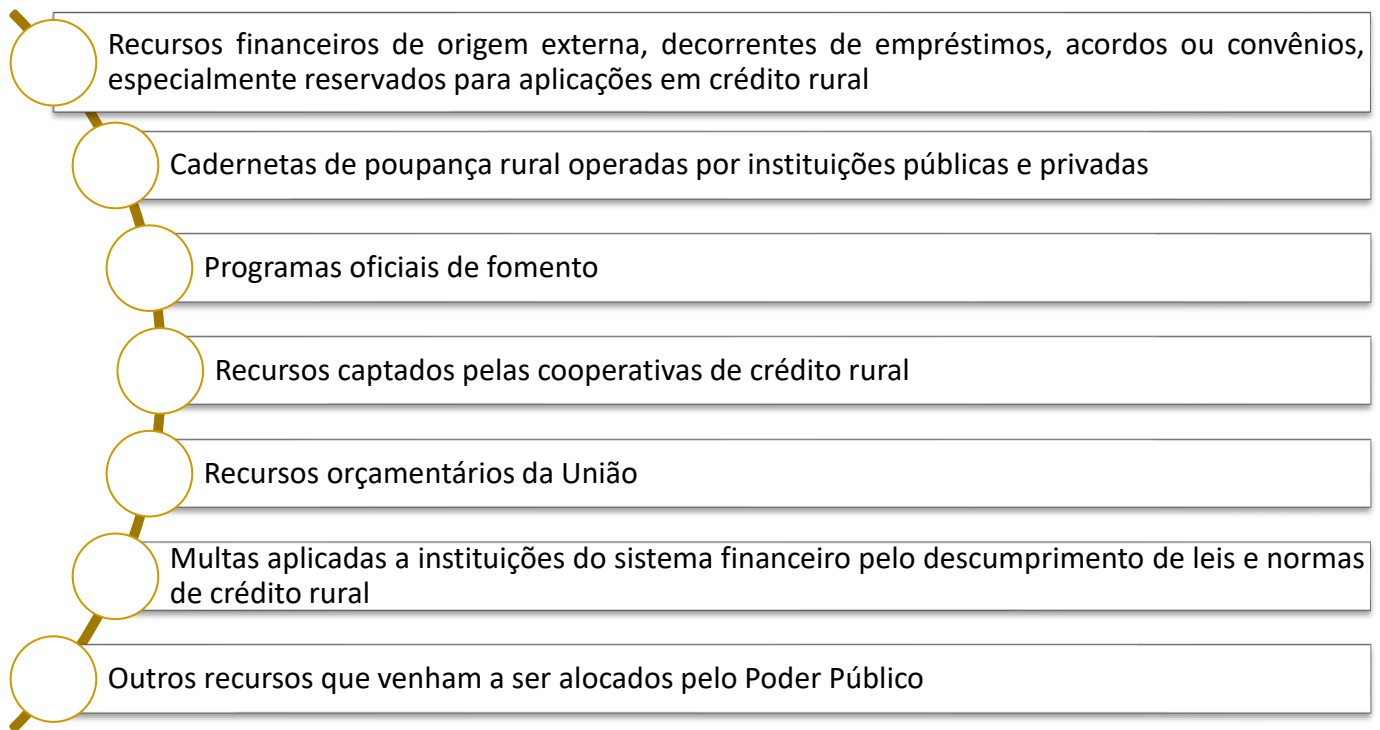 Recursos financeiros de origem externa, decorrentes de empréstimos, acordos ou convênios,
especialmente reservados para aplicações em crédito rural
Cadernetas de poupança rural operadas por instituições públicas e privadas
Programas oficiais de fomento
Recursos captados pelas cooperativas de crédito rural
Recursos orçamentários da União
Multas aplicadas a instituições do sistema financeiro pelo descumprimento de leis e normas
de crédito rural
Outros recursos que venham a ser alocados pelo Poder Público